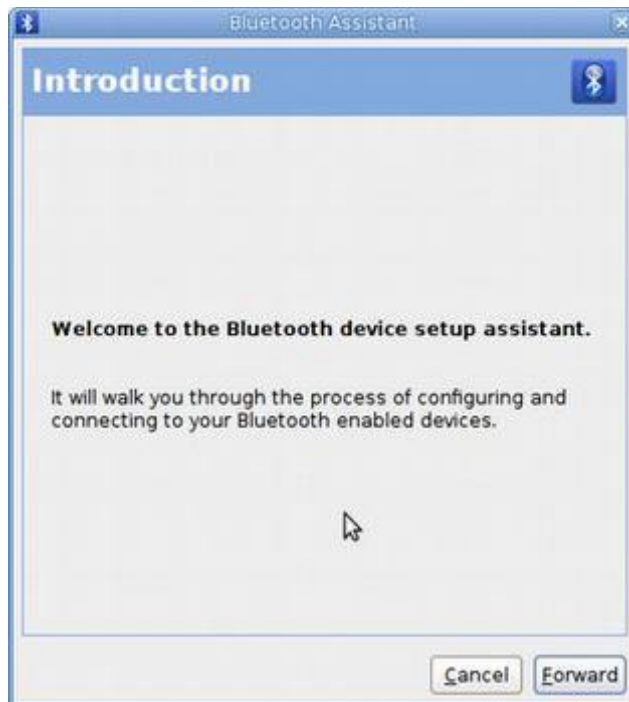 Bluetooth Assistant
Introduction
Welcome to the Bluetooth device setup assistant.
It will walk you through the process of configuring and
connecting to your Bluetooth enabled devices.
Cancel
Forward